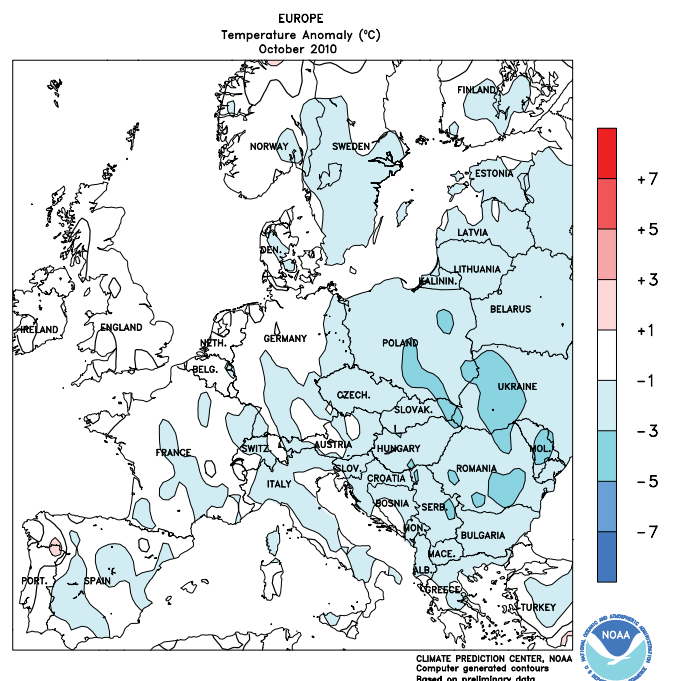 EUROPE
Temperature Anomaly (°C)
October 2010
FINLAND
NORWAY
SWEDEN
ESTONIA
LATVIA
DEN.
LITHUANIA
KALININ.
BELARUS
IRELAND
ENGLAND
NETH.
GERMANY
POLAND
BELG.
UKRAINE
CZECH.
SLOVAK.
FRANCE
SWITZ
AUSTRIA
HUNGARY
MOL.
SLOV.
ROMANIA
ITALY
CROATIA
BOSNIA
SERB.
MON.
BULGARIA
MACE.
ALB.
PORT.
SPAIN
GREECE
TURKEY
+7
+5
+3
+1
-1
-3
-5
-7
NOAA
CLIMATE PREDICTION CENTER, NOAA
Computer generated contours
Based on preliminary data